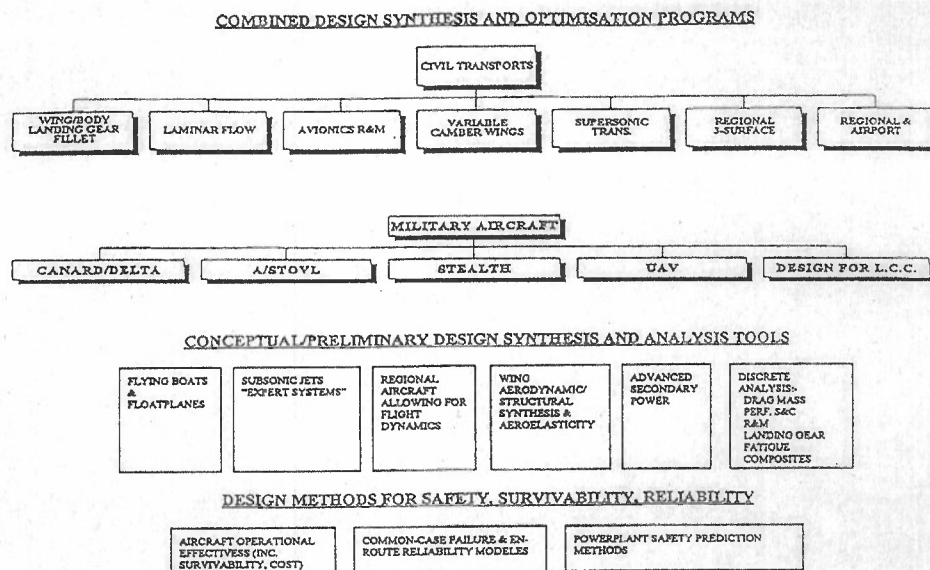 COMBINED DESIGN SYNTHESIS AND OPTIMISATION PROGRAMS
CIVIL TRANSPORTS
WING/BODY
LANDING GEAR
FILLET
LAMINAR FLOW
AVIONICS R&M
VARIABLE
CAMBER WINGS
SUPERSONIC
TRANS.
REGIONAL
3-SURFACE
REGIONAL &
AIRPORT
MILITARY AIRCRAFT
CANARD/DELTA
A/STOVL
STEALTH
UAV
DESIGN FOR L.C.C.
CONCEPTUAL/PRELIMINARY DESIGN SYNTHESIS AND ANALYSIS TOOLS
FLYING BOATS
&
FLOATPLANES
SUBSONIC JETS
"EXPERT SYSTEMS"
REGIONAL
AIRCRAFT
ALLOWING FOR
FLIGHT
DYNAMICS
WING
AERODYNAMIC/
STRUCTURAL
SYNTHESIS &
AEROELASTICITY
ADVANCED
SECONDARY
POWER
DISCRETE
ANALYSIS:-
DRAG MASS
PERF. S&C
R&M
LANDING GEAR
FATIGUE
COMPOSITES
DESIGN METHODS FOR SAFETY, SURVIVABILITY, RELIABILITY
AIRCRAFT OPERATIONAL
EFFECTIVESS (INC.
SURVIVABILITY, COST)
COMMON-CASE FAILURE & EN-
ROUTE RELIABILITY MODELES
POWERPLANT SAFETY PREDICTION
METHODS